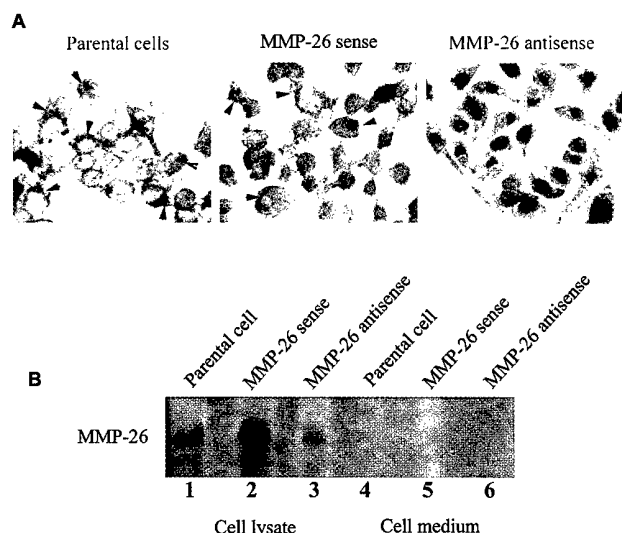 A
Parental cells MMP-26 sense MMP-26 antisense
B
Parental cell MMP-26 sense MMP-26 antisense Parental cell MMP-26 sense MMP-26 antisense
MMP-26
1 2 3 4 5 6
Cell lysate Cell medium